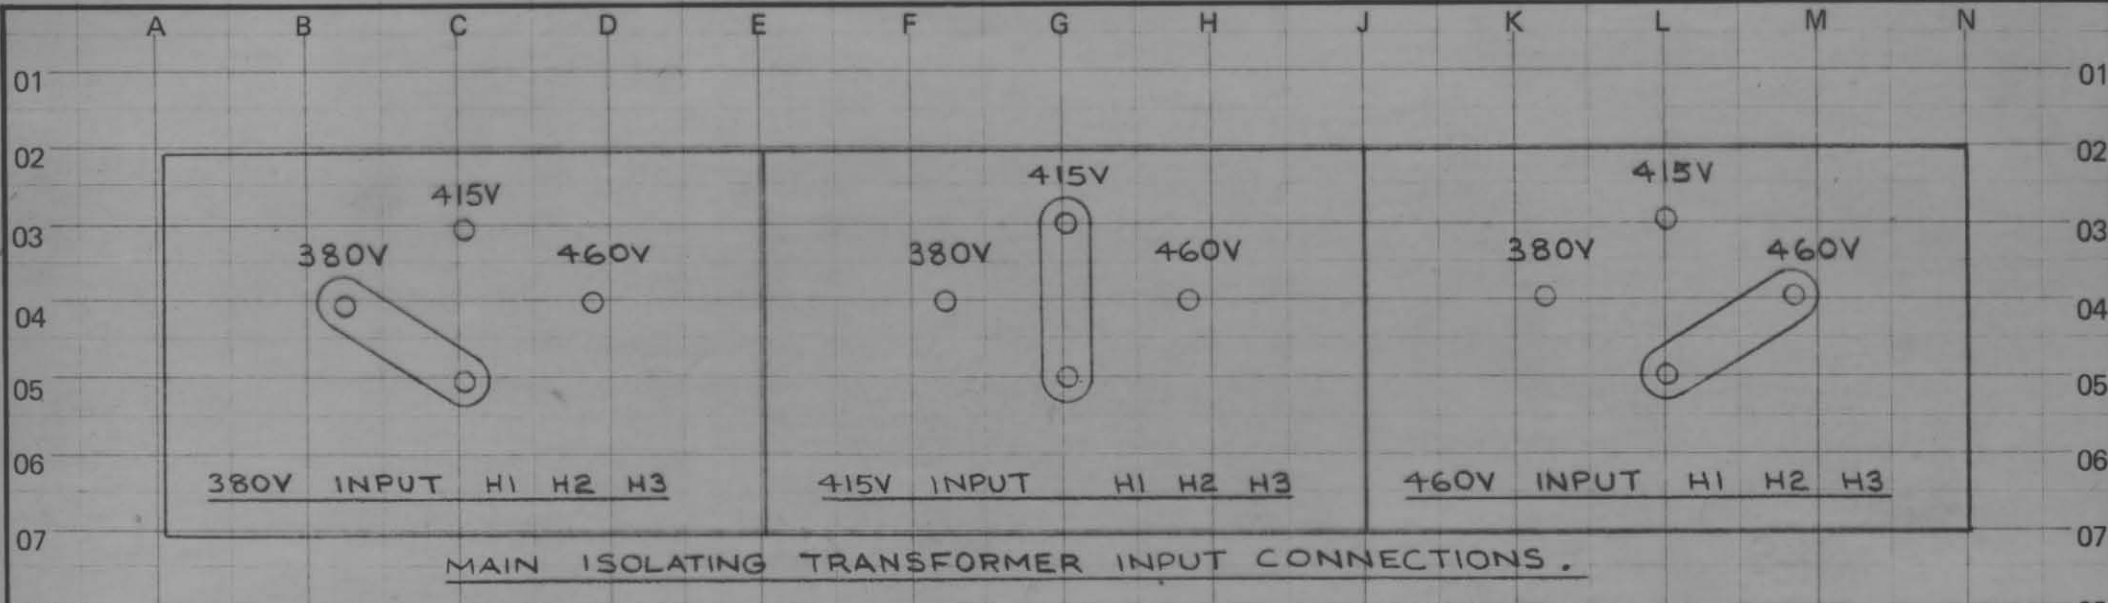 A B C D E F G H J K L M N
01 01
02 02
415V 415V 415V
03 03
380V 460V 380V 460V 380V 460V
04 04
05 05
06 06
380V INPUT H1 H2 H3 415V INPUT H1 H2 H3 460V INPUT H1 H2 H3
07 07
MAIN ISOLATING TRANSFORMER INPUT CONNECTIONS.